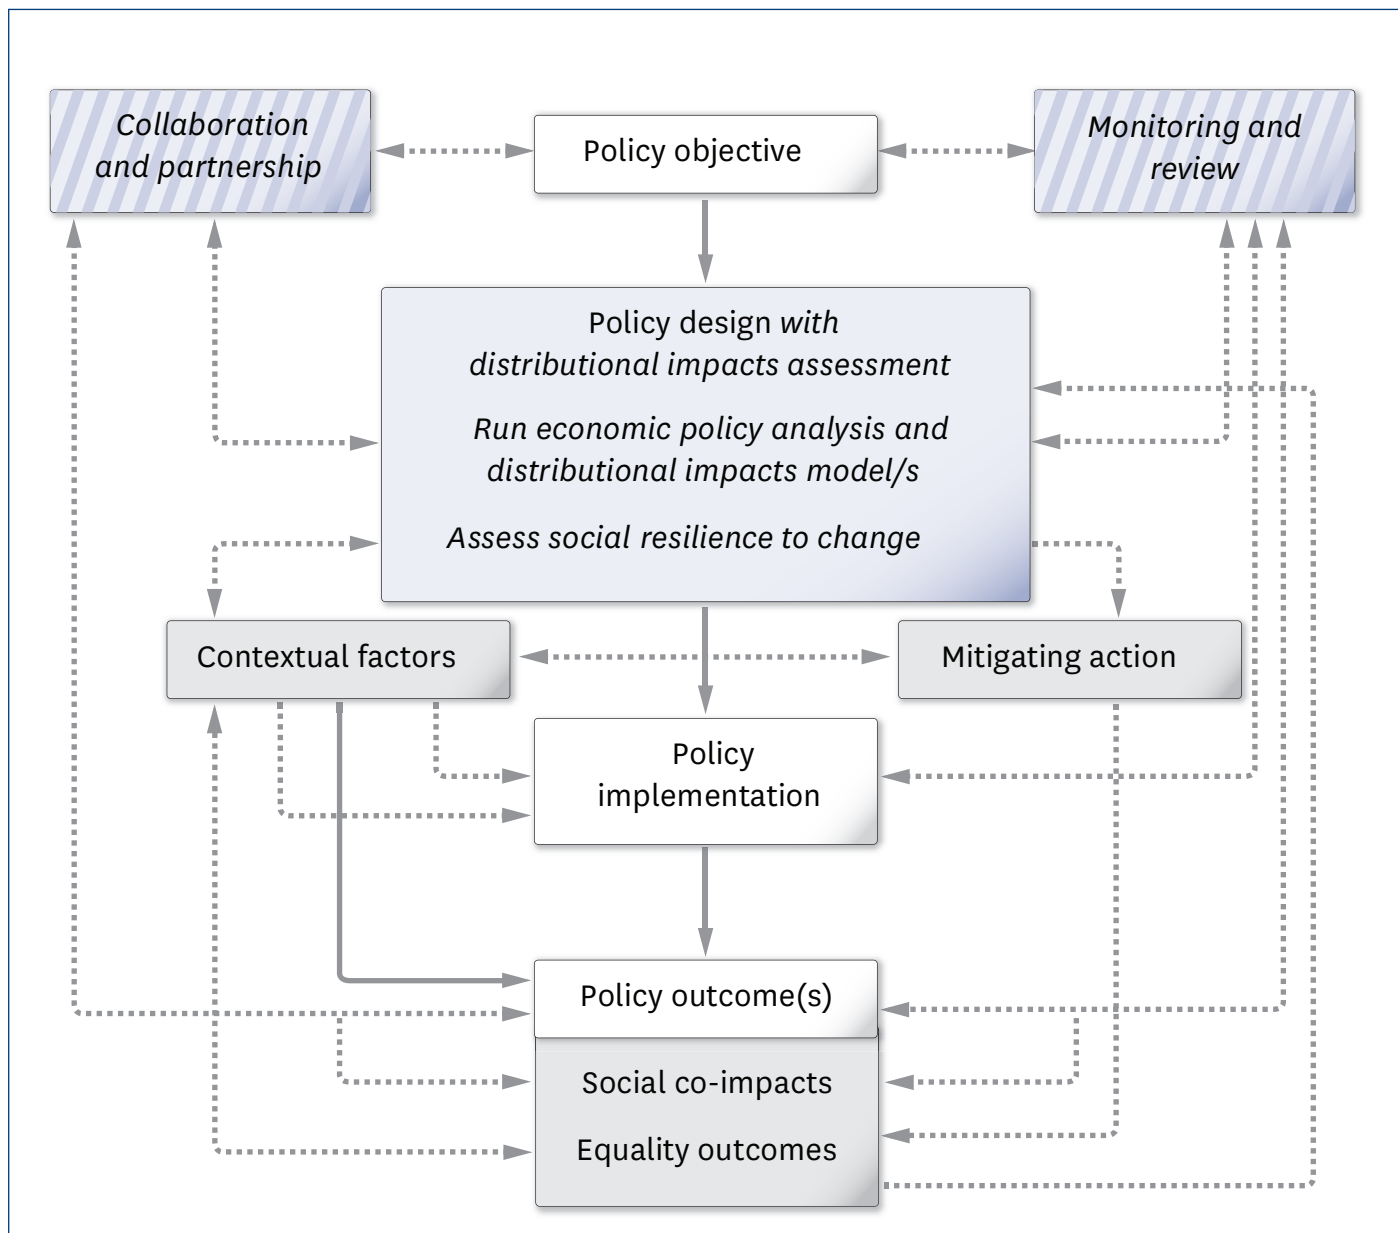 Collaboration
and partnership
Policy objective
Monitoring and
review
Policy design with
distributional impacts assessment
Run economic policy analysis and
distributional impacts model/s
Assess social resilience to change
Contextual factors
Mitigating action
Policy
implementation
Policy outcome(s)
Social co-impacts
Equality outcomes